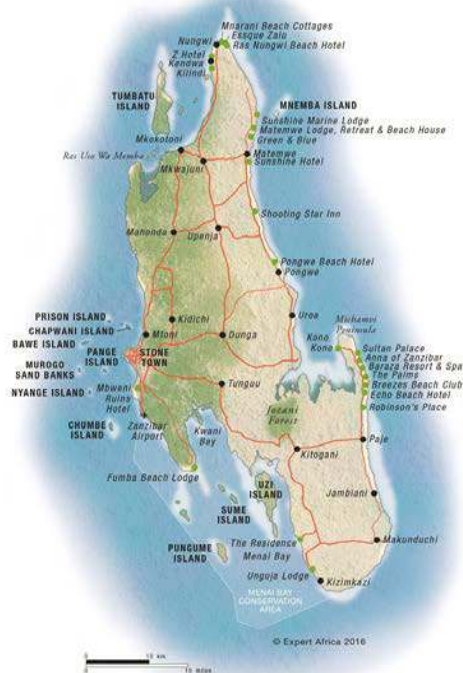 Mnarani Beach Cottages
Essque Zalu
Nungwi
Ras Nungwi Beach Hotel
Z Hotel
Kendwa
Kilindi
TUMBATU
ISLAND
MNEMBA ISLAND
Sunshine Marine Lodge
Matemwe Lodge, Retreat & Beach House
Green & Blue
Mkokotoni
Matemwe
Ras Uso Wa Membe
Sunshine Hotel
Mkwajuni
Shooting Star Inn
Mahonda
Upenja
Pongwe Beach Hotel
Pongwe
PRISON ISLAND
Kidichi
Uroa
Michamvi
Peninsula
CHAPWANI ISLAND
Mtoni
Dunga
BAWE ISLAND
Kono
Kono
Sultan Palace
PANGE
ISLAND
STONE
TOWN
Anna of Zanzibar
Baraza Resort & Spa
MUROGO
SAND BANKS
The Palms
Breezes Beach Club
NYANGE ISLAND
Mbweni
Ruins
Hotel
Tunguu
Echo Beach Hotel
Robinson's Place
CHUMBE
ISLAND
Zanzibar
Airport
Kwani
Bay
Jozani
Forest
Paje
Kitogani
Fumba Beach Lodge
UZI
ISLAND
Jambiani
SUME
ISLAND
The Residence
Makunduchi
PUNGUME
ISLAND
Menai Bay
Unguja Lodge
Kizimkazi
MENAI BAY
CONSERVATION
AREA
© Expert Africa 2016
0 10 km
0 10 miles